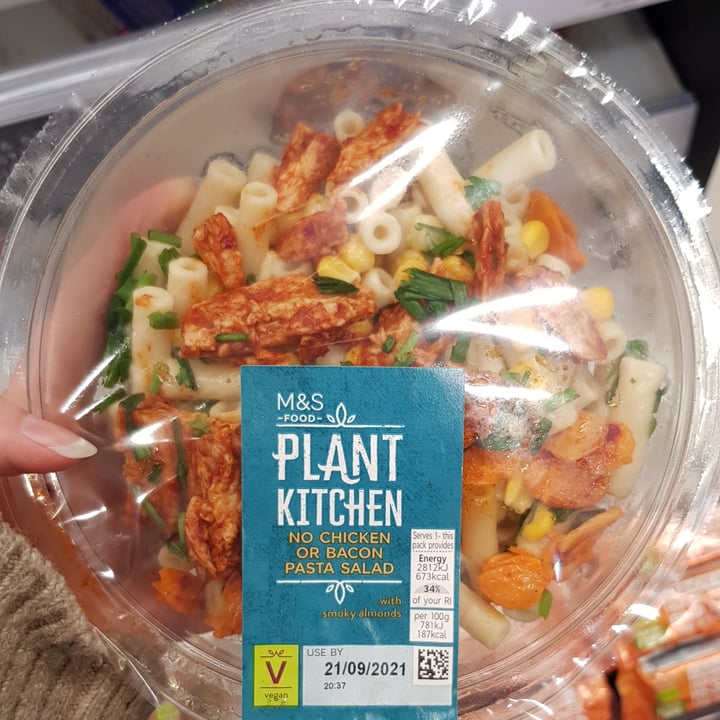 M&S
-FOOD-
PLANT
KITCHEN
NO CHICKEN
OR BACON
PASTA SALAD
with
smoky almonds
Serves 1 - this
pack provides
Energy
2812kJ
673kcal
34%
of your RI
per 100g
781kJ
187kcal
V
vegan
USE BY
21/09/2021
20:37